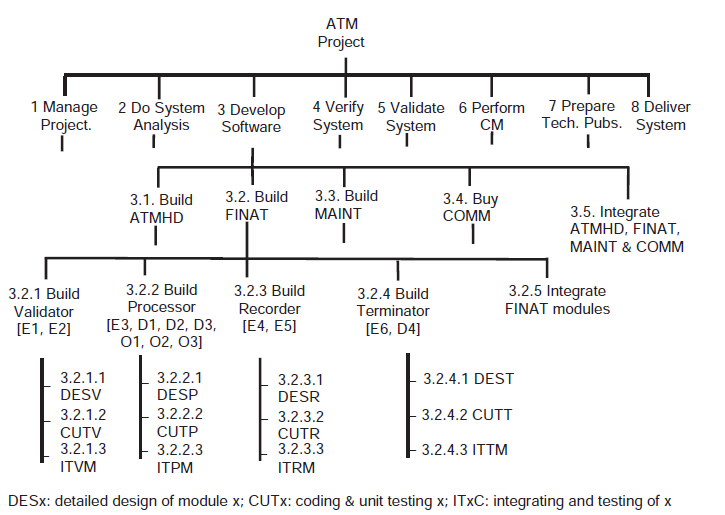 ATM
Project
1 Manage
Project.
2 Do System
Analysis
3 Develop
Software
4 Verify
System
5 Validate
System
6 Perform
CM
7 Prepare
Tech. Pubs.
8 Deliver
System
3.1. Build
ATMHD
3.2. Build
FINAT
3.3. Build
MAINT
3.4. Buy
COMM
3.5. Integrate
ATMHD, FINAT,
MAINT & COMM
3.2.1 Build
Validator
[E1, E2]
3.2.2 Build
Processor
[E3, D1, D2, D3,
O1, O2, O3]
3.2.3 Build
Recorder
[E4, E5]
3.2.4 Build
Terminator
[E6, D4]
3.2.5 Integrate
FINAT modules
3.2.1.1
DESV
3.2.1.2
CUTV
3.2.1.3
ITVM
3.2.2.1
DESP
3.2.2.2
CUTP
3.2.2.3
ITPM
3.2.3.1
DESR
3.2.3.2
CUTR
3.2.3.3
ITRM
3.2.4.1 DEST
3.2.4.2 CUTT
3.2.4.3 ITTM
DESx: detailed design of module x; CUTx: coding & unit testing x; ITxC: integrating and testing of x